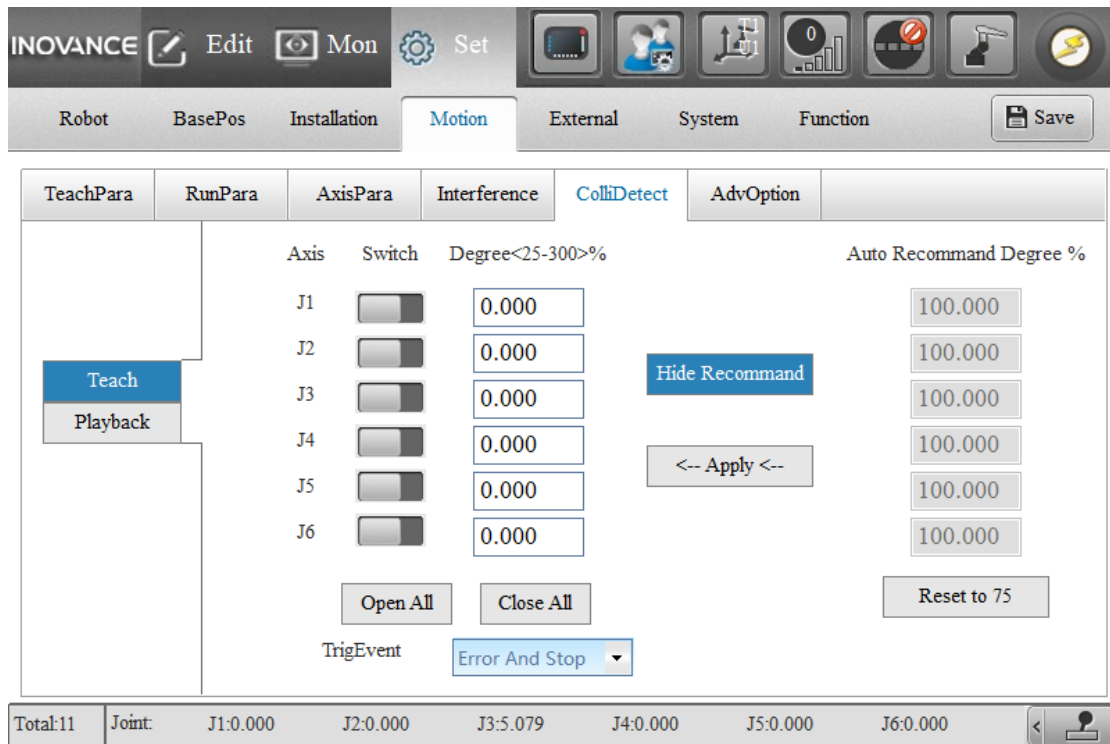 INOVANCE Edit Mon Set T1 U1 0
Robot BasePos Installation Motion External System Function Save
TeachPara RunPara AxisPara Interference ColliDetect AdvOption
Axis Switch Degree<25-300>% Auto Recommand Degree %
J1 0.000 100.000
J2 0.000 100.000
Hide Recommand
Teach
J3 0.000 100.000
Playback
J4 0.000 100.000
<-- Apply <--
J5 0.000 100.000
J6 0.000 100.000
Open All Close All Reset to 75
TrigEvent Error And Stop
Total:11 Joint: J1:0.000 J2:0.000 J3:5.079 J4:0.000 J5:0.000 J6:0.000 <